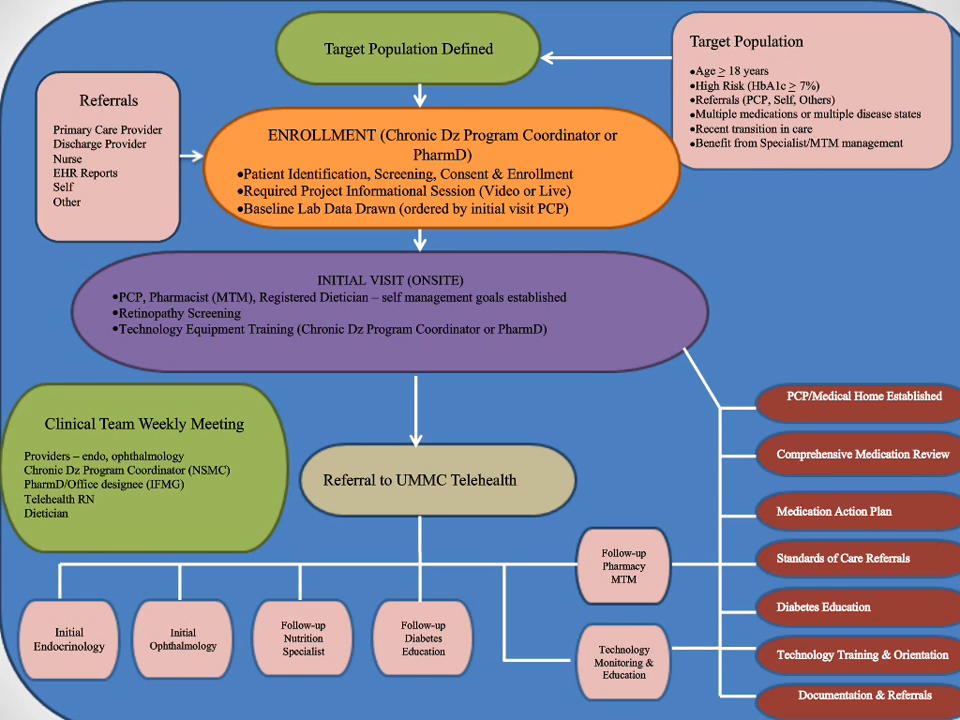 Target Population Defined
Target Population
•Age ≥ 18 years
•High Risk (HbA1c ≥ 7%)
•Referrals (PCP, Self, Others)
•Multiple medications or multiple disease states
•Recent transition in care
•Benefit from Specialist/MTM management
Referrals
Primary Care Provider
Discharge Provider
Nurse
EHR Reports
Self
Other
ENROLLMENT (Chronic Dz Program Coordinator or
PharmD)
•Patient Identification, Screening, Consent & Enrollment
•Required Project Informational Session (Video or Live)
•Baseline Lab Data Drawn (ordered by initial visit PCP)
INITIAL VISIT (ONSITE)
•PCP, Pharmacist (MTM), Registered Dietician – self management goals established
•Retinopathy Screening
•Technology Equipment Training (Chronic Dz Program Coordinator or PharmD)
Clinical Team Weekly Meeting
Providers – endo, ophthalmology
Chronic Dz Program Coordinator (NSMC)
PharmD/Office designee (IFMG)
Telehealth RN
Dietician
Referral to UMMC Telehealth
PCP/Medical Home Established
Comprehensive Medication Review
Medication Action Plan
Standards of Care Referrals
Diabetes Education
Technology Training & Orientation
Documentation & Referrals
Follow-up
Pharmacy
MTM
Initial
Endocrinology
Initial
Ophthalmology
Follow-up
Nutrition
Specialist
Follow-up
Diabetes
Education
Technology
Monitoring &
Education